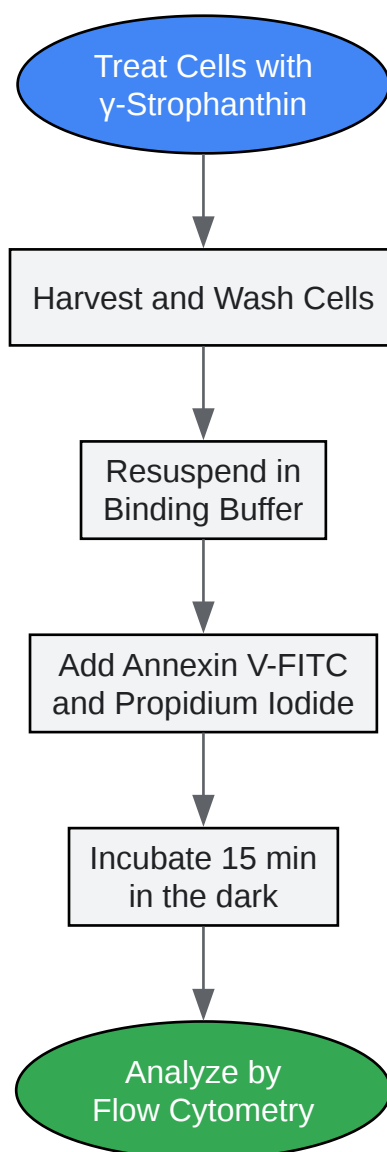 Treat Cells with
γ-Strophanthin
Harvest and Wash Cells
Resuspend in
Binding Buffer
Add Annexin V-FITC
and Propidium Iodide
Incubate 15 min
in the dark
Analyze by
Flow Cytometry